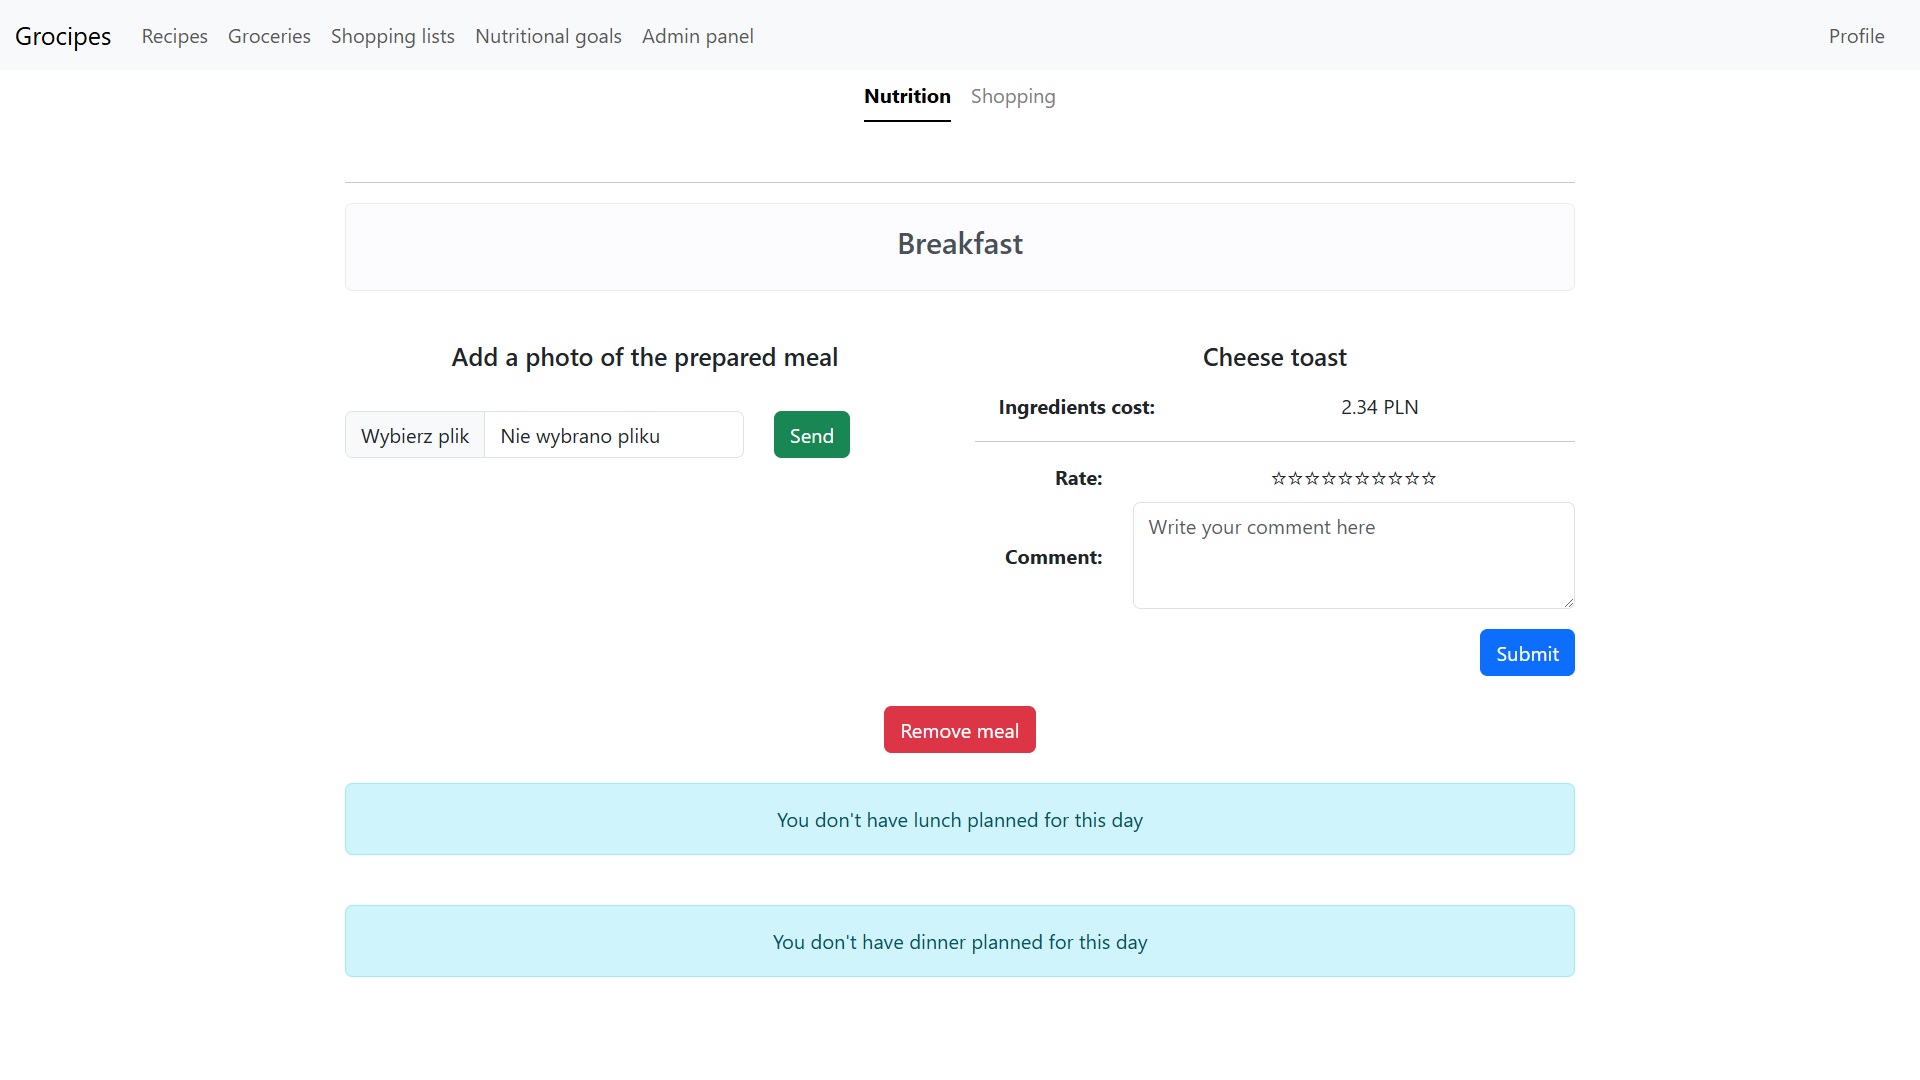 Grocipes Recipes Groceries Shopping lists Nutritional goals Admin panel Profile
Nutrition Shopping
Breakfast
Add a photo of the prepared meal
Wybierz plik Nie wybrano pliku Send
Cheese toast
Ingredients cost: 2.34 PLN
Rate: ☆☆☆☆☆☆☆☆☆☆
Comment: Write your comment here
Submit
Remove meal
You don't have lunch planned for this day
You don't have dinner planned for this day